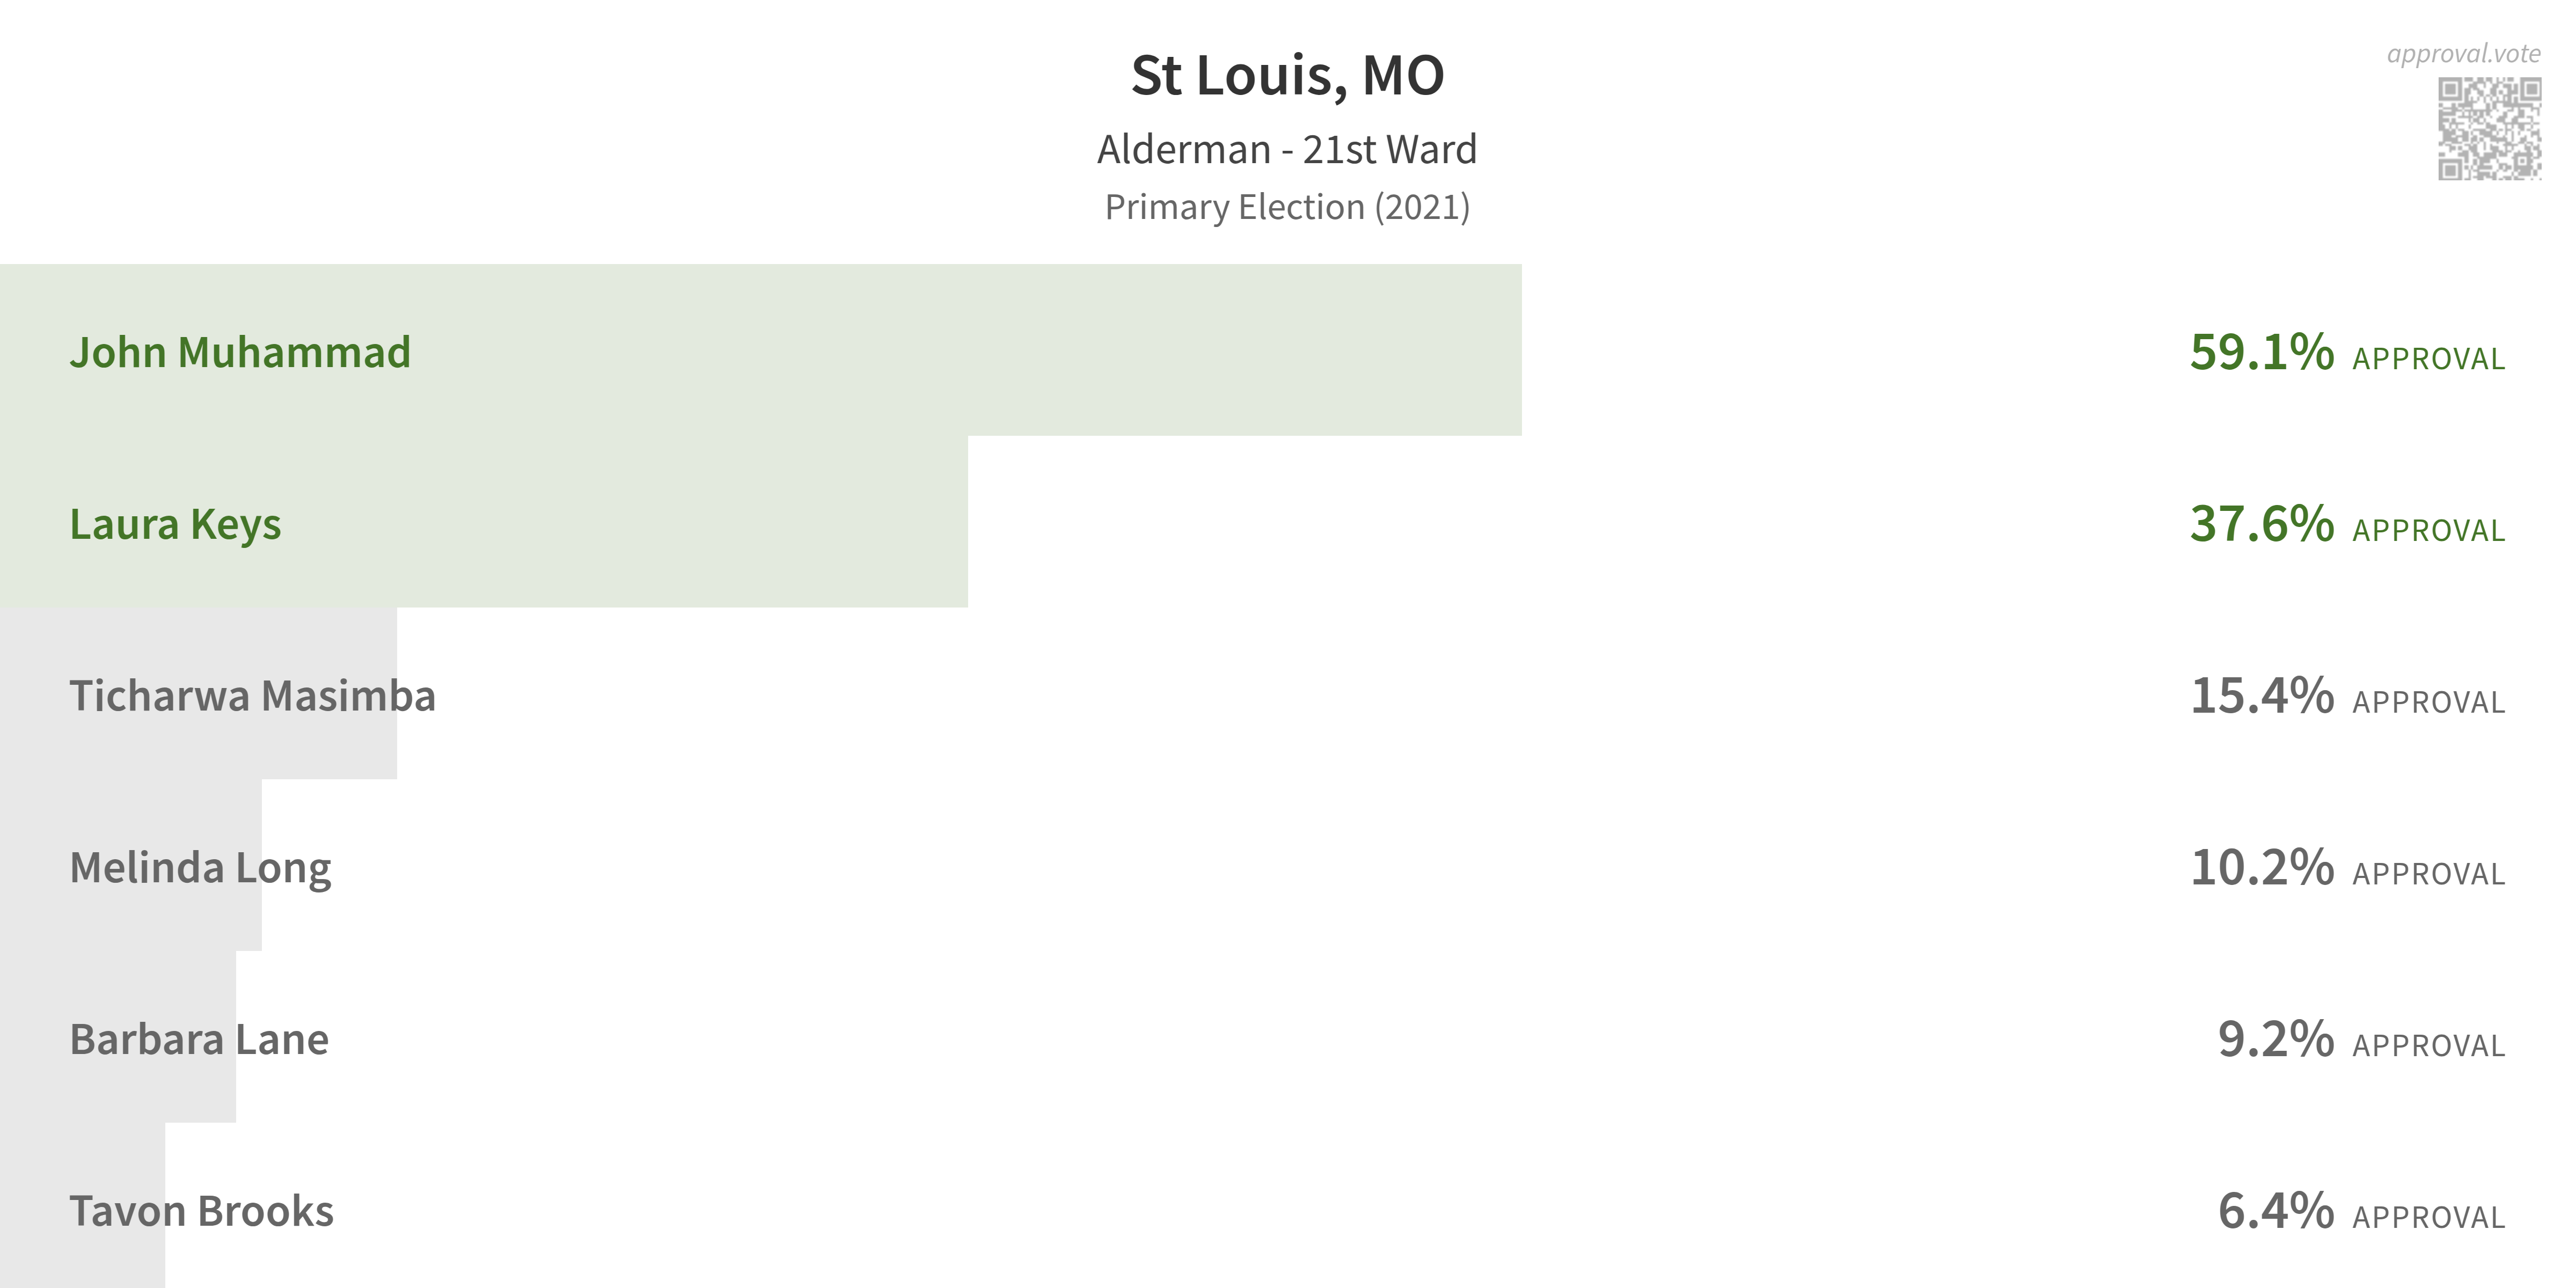 St Louis, MO
approval.vote
Alderman - 21st Ward
Primary Election (2021)
John Muhammad 59.1% APPROVAL
Laura Keys 37.6% APPROVAL
Ticharwa Masimba 15.4% APPROVAL
Melinda Long 10.2% APPROVAL
Barbara Lane 9.2% APPROVAL
Tavon Brooks 6.4% APPROVAL